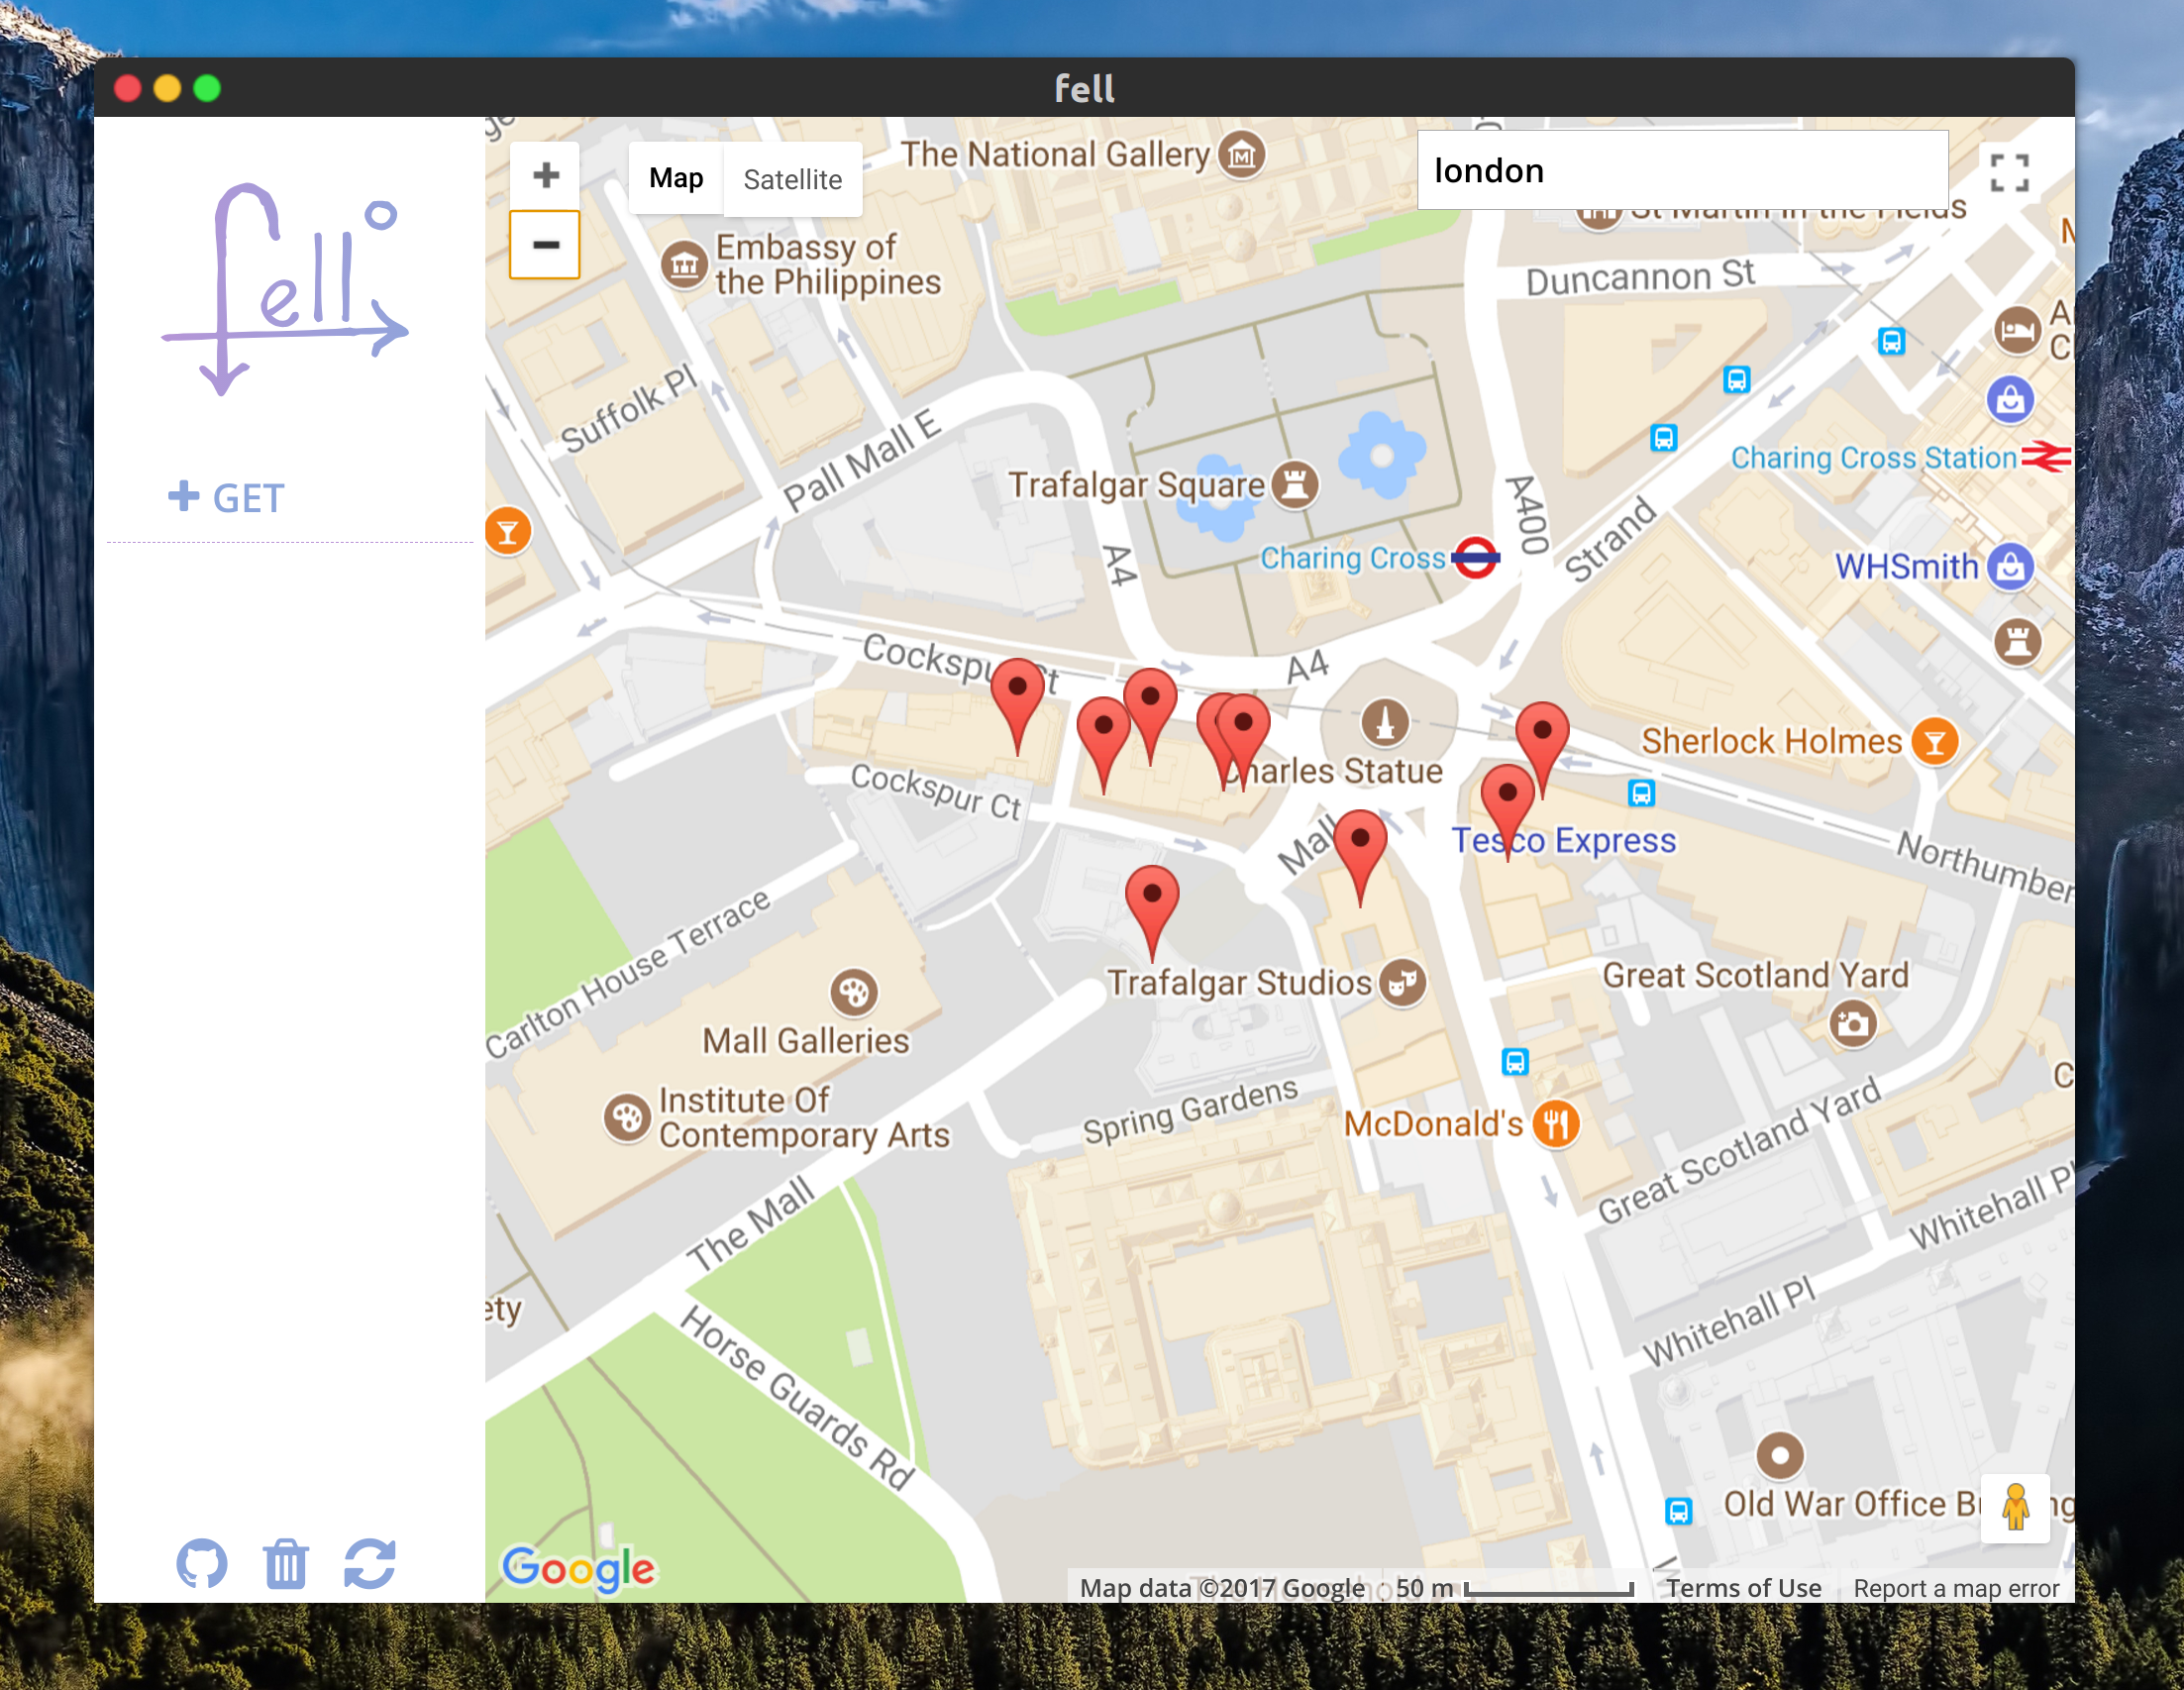 fell
fell
GET
Map
Satellite
london
The National Gallery
Embassy of
the Philippines
Duncannon St
Suffolk Pl
Pall Mall E
Trafalgar Square
A400
Charing Cross Station
Charing Cross
A4
Strand
WHSmith
A4
Cockspur Ct
Charles Statue
Sherlock Holmes
Mall
Tesco Express
Northumber
Carlton House Terrace
Trafalgar Studios
Great Scotland Yard
Mall Galleries
Institute Of
Contemporary Arts
Spring Gardens
McDonald's
Great Scotland Yard
The Mall
Whitehall Pl
Whitehall Pl
Horse Guards Rd
ety
Old War Office B
ng
Google
Map data ©2017 Google
50 m
Terms of Use
Report a map error